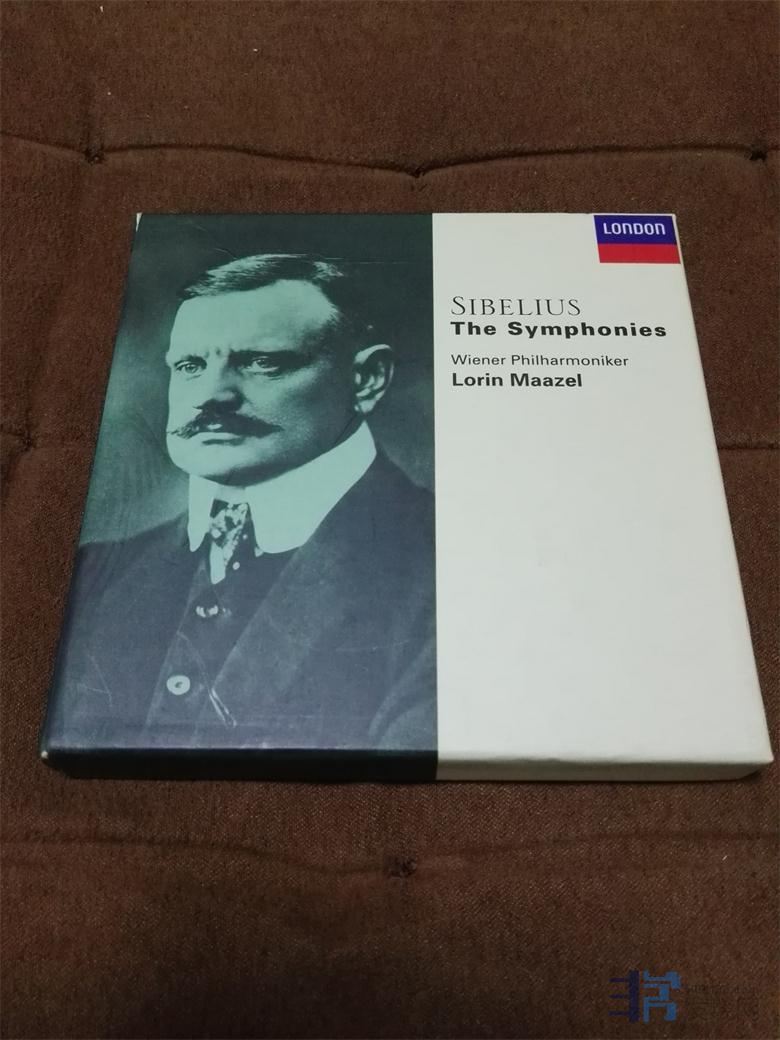 LONDON
SIBELIUS
The Symphonies
Wiener Philharmoniker
Lorin Maazel